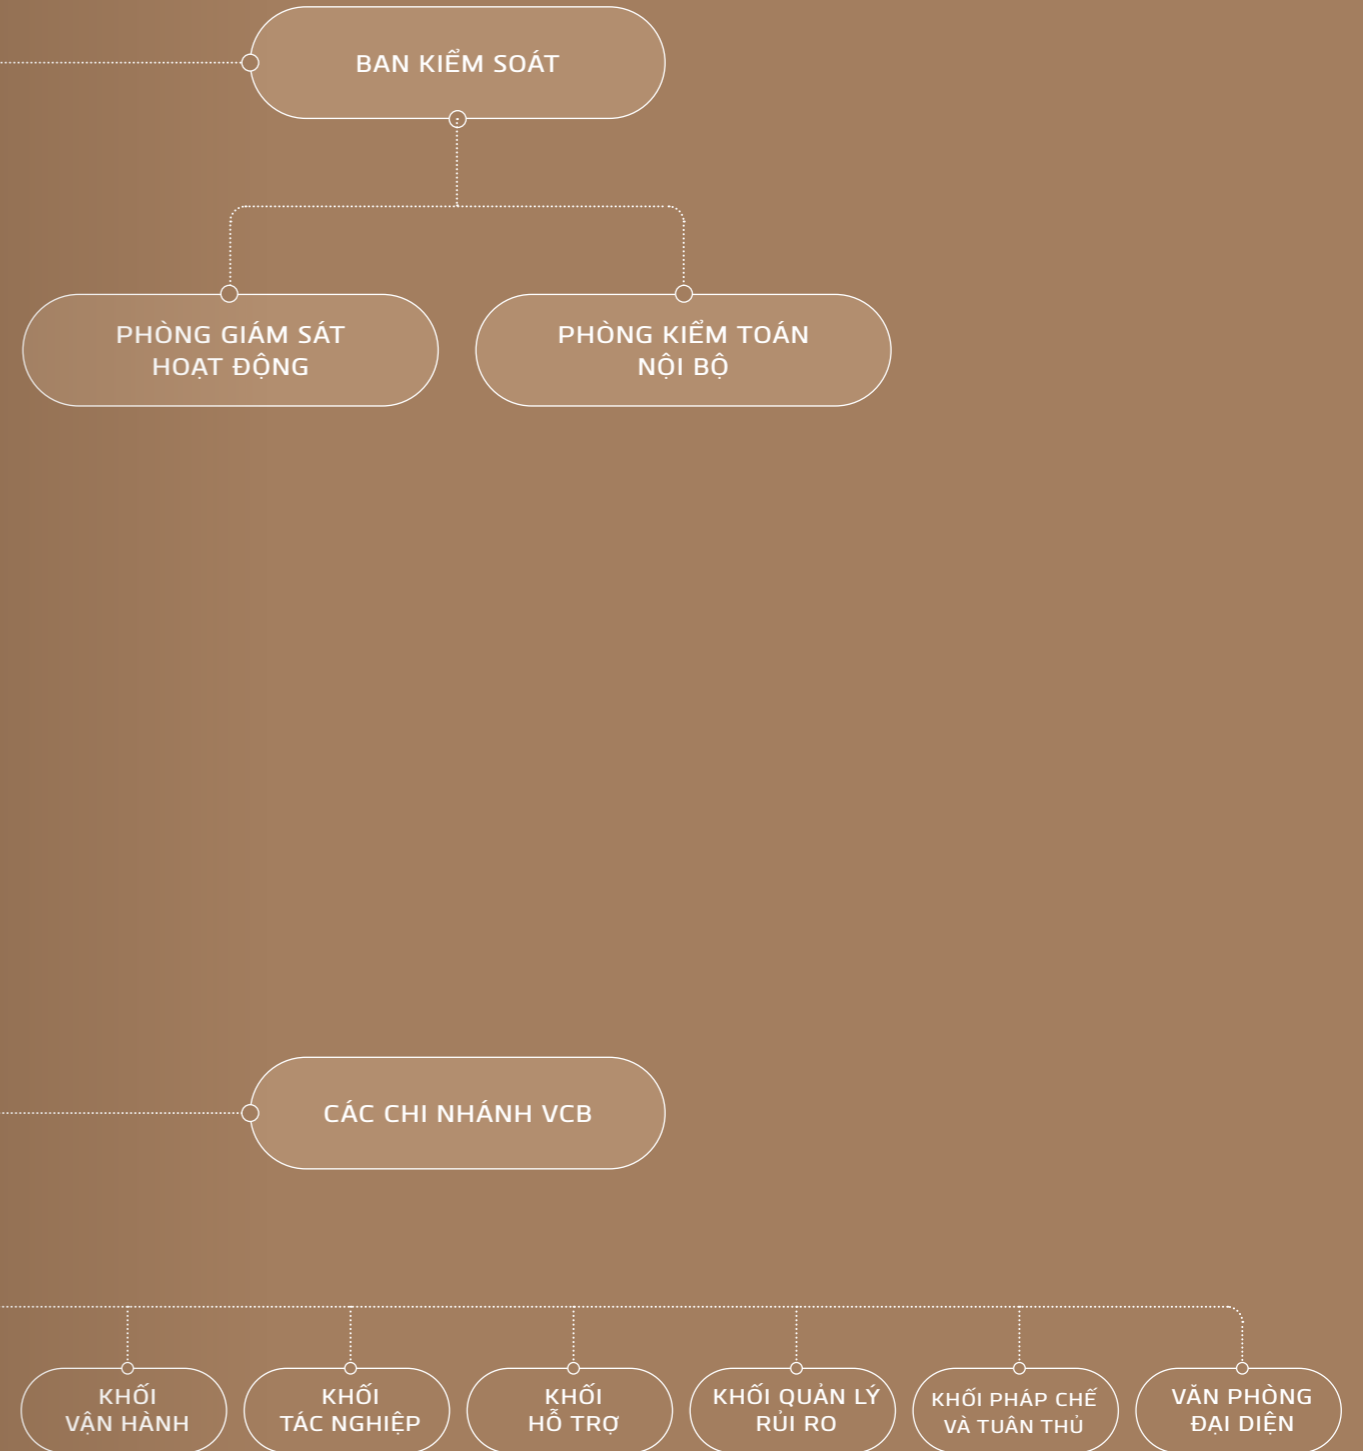 BAN KIỂM SOÁT
PHÒNG GIÁM SÁT
HOẠT ĐỘNG
PHÒNG KIỂM TOÁN
NỘI BỘ
CÁC CHI NHÁNH VCB
KHỐI
VẬN HÀNH
KHỐI
TÁC NGHIỆP
KHỐI
HỖ TRỢ
KHỐI QUẢN LÝ
RỦI RO
KHỐI PHÁP CHẾ
VÀ TUÂN THỦ
VĂN PHÒNG
ĐẠI DIỆN